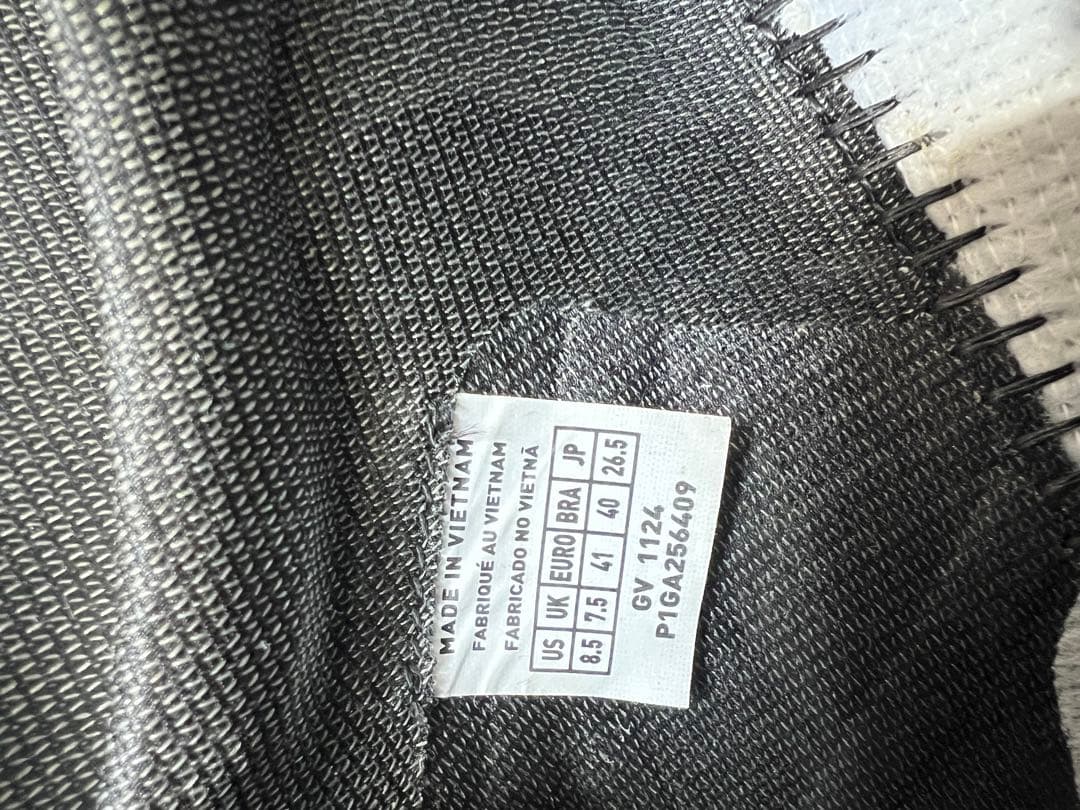 MADE IN VIETNAM
FABRIQUÉ AU VIETNAM
FABRICADO NO VIETNÃ
US UK EURO BRA JP
8.5 7.5 41 40 26.5
GV 1124
P1GA256409